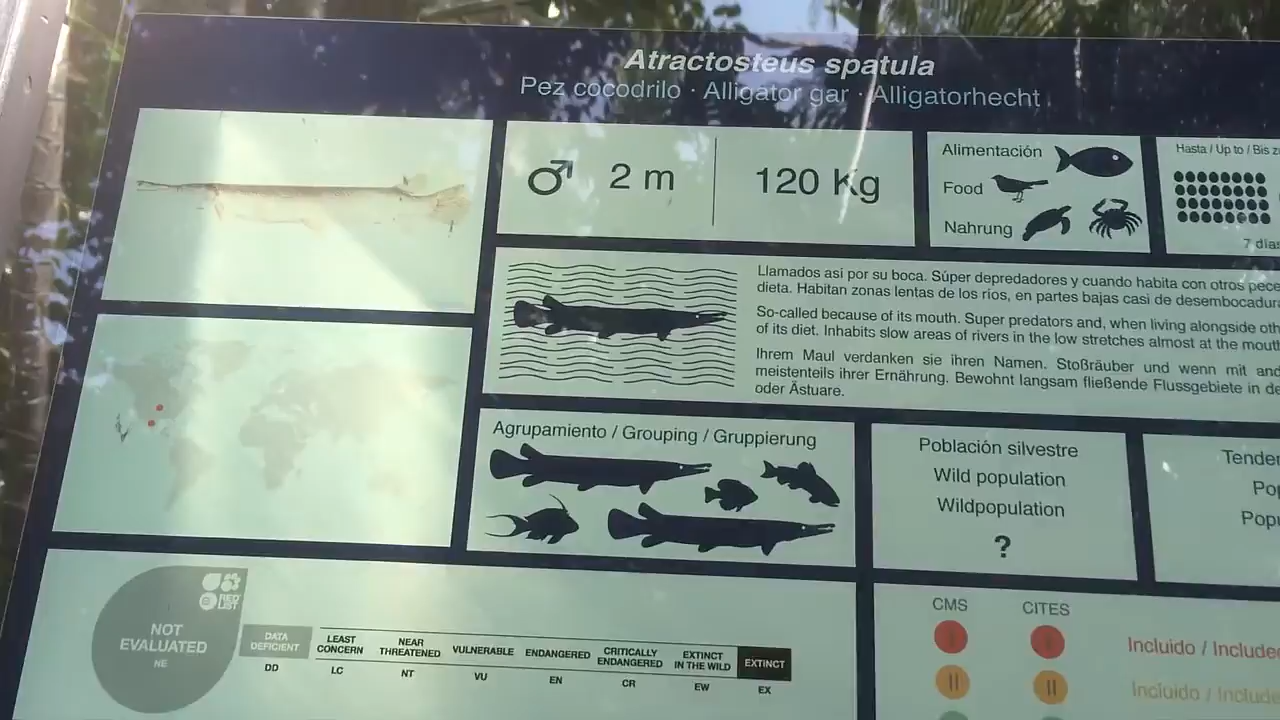 Atractosteus spatula
Pez cocodrilo · Alligator gar · Alligatorhecht
♂ 2 m 120 Kg
Alimentación
Food
Nahrung
Hasta / Up to / Bis
7
Llamados así por su boca. Súper depredadores y cuando habita con otros
dieta. Habitan zonas lentas de los ríos, en partes bajas casi de
So-called because of its mouth. Super predators and, when living alongside
of its diet. Inhabits slow areas of rivers in the low stretches almost at the
Ihrem Maul verdanken sie ihren Namen. Stoßräuber und wenn mit
meistenteils ihrer Ernährung. Bewohnt langsam fließende Flussgebiete in
oder Ästuare.
Agrupamiento / Grouping / Gruppierung
Población silvestre
Wild population
Wildpopulation
?
NOT
EVALUATED
NE
RED
LIST
DATA
DEFICIENT
DD
LEAST
CONCERN
LC
NEAR
THREATENED
NT
VULNERABLE
VU
ENDANGERED
EN
CRITICALLY
ENDANGERED
CR
EXTINCT
IN THE WILD
EW
EXTINCT
EX
CMS CITES
I I Incluido /
II II Incluido /